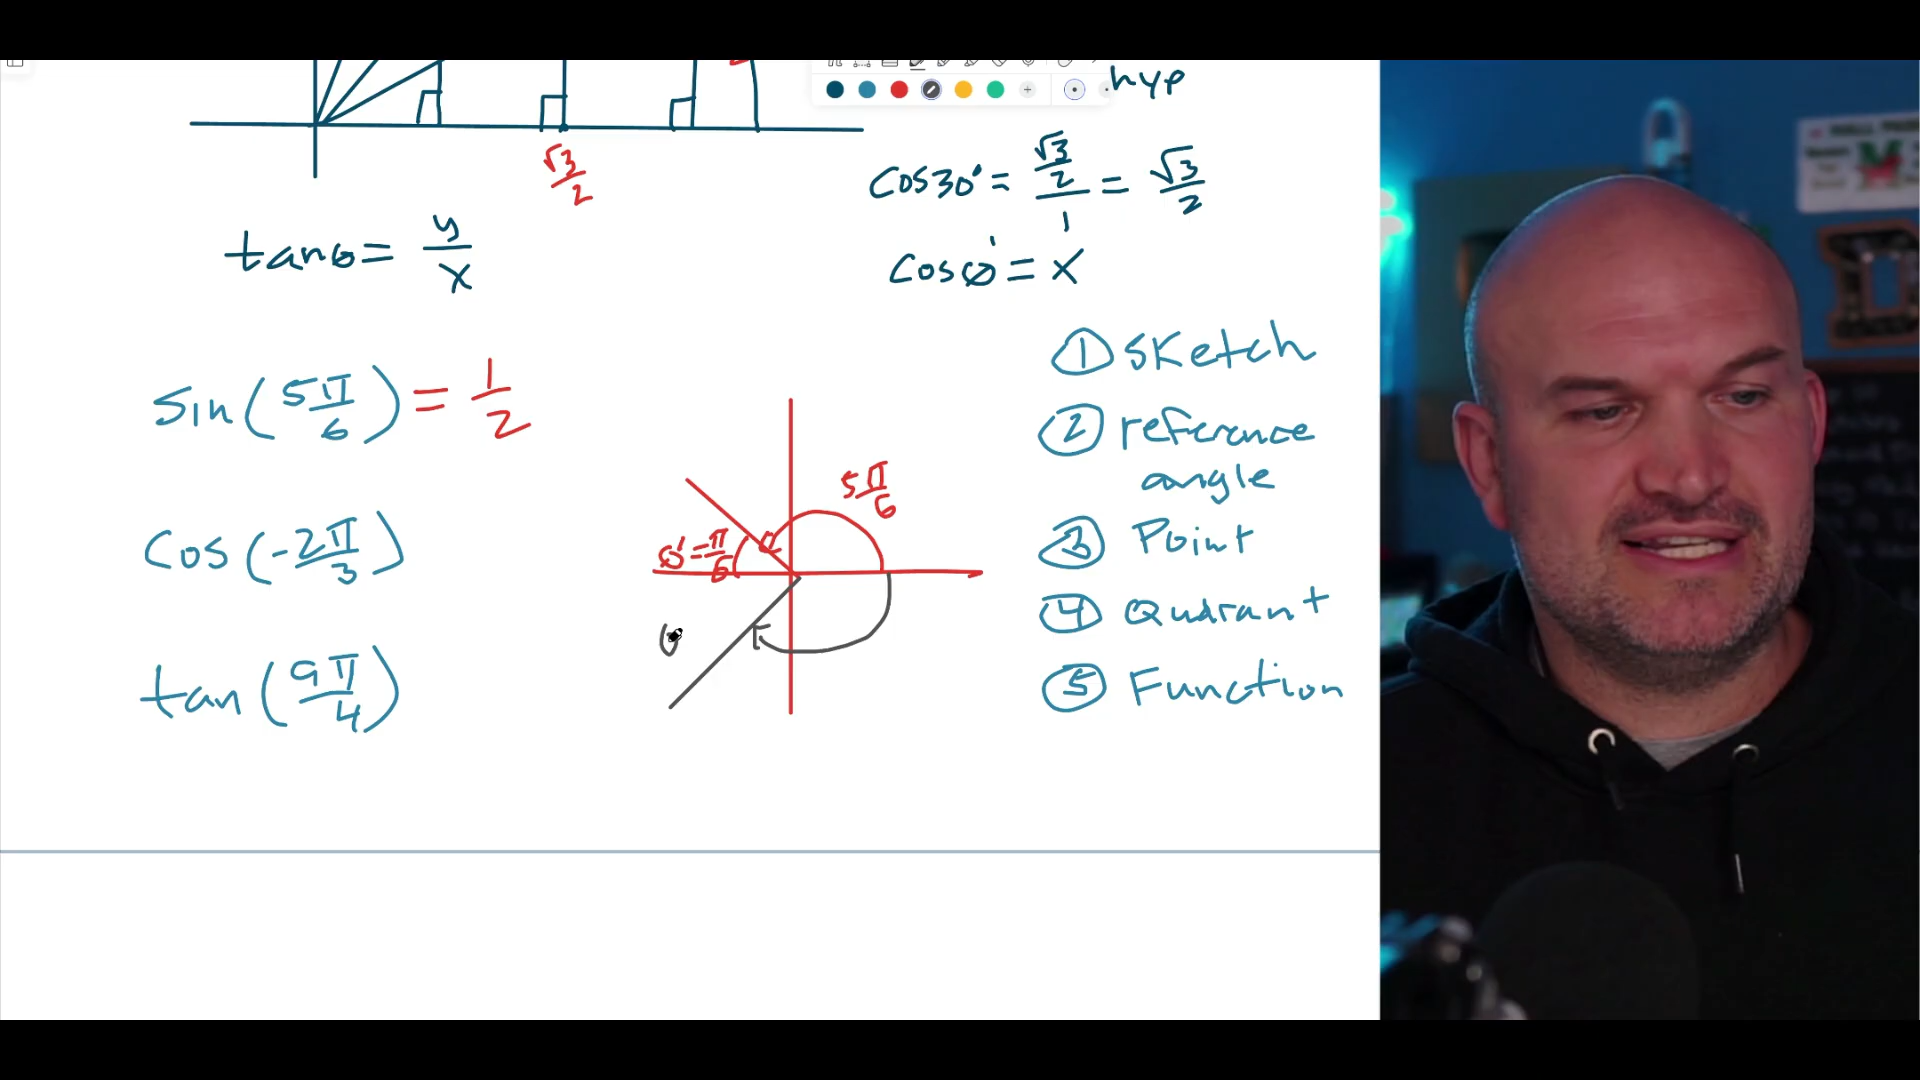 hyp
√3/2
cos30° = (√3/2)/1 = √3/2
tanθ = y/x
cosθ' = x
① Sketch
sin(5π/6) = 1/2
② reference
angle
5π/6
③ Point
cos(-2π/3)
θ' = π/6
④ Quadrant
tan(9π/4)
⑤ Function